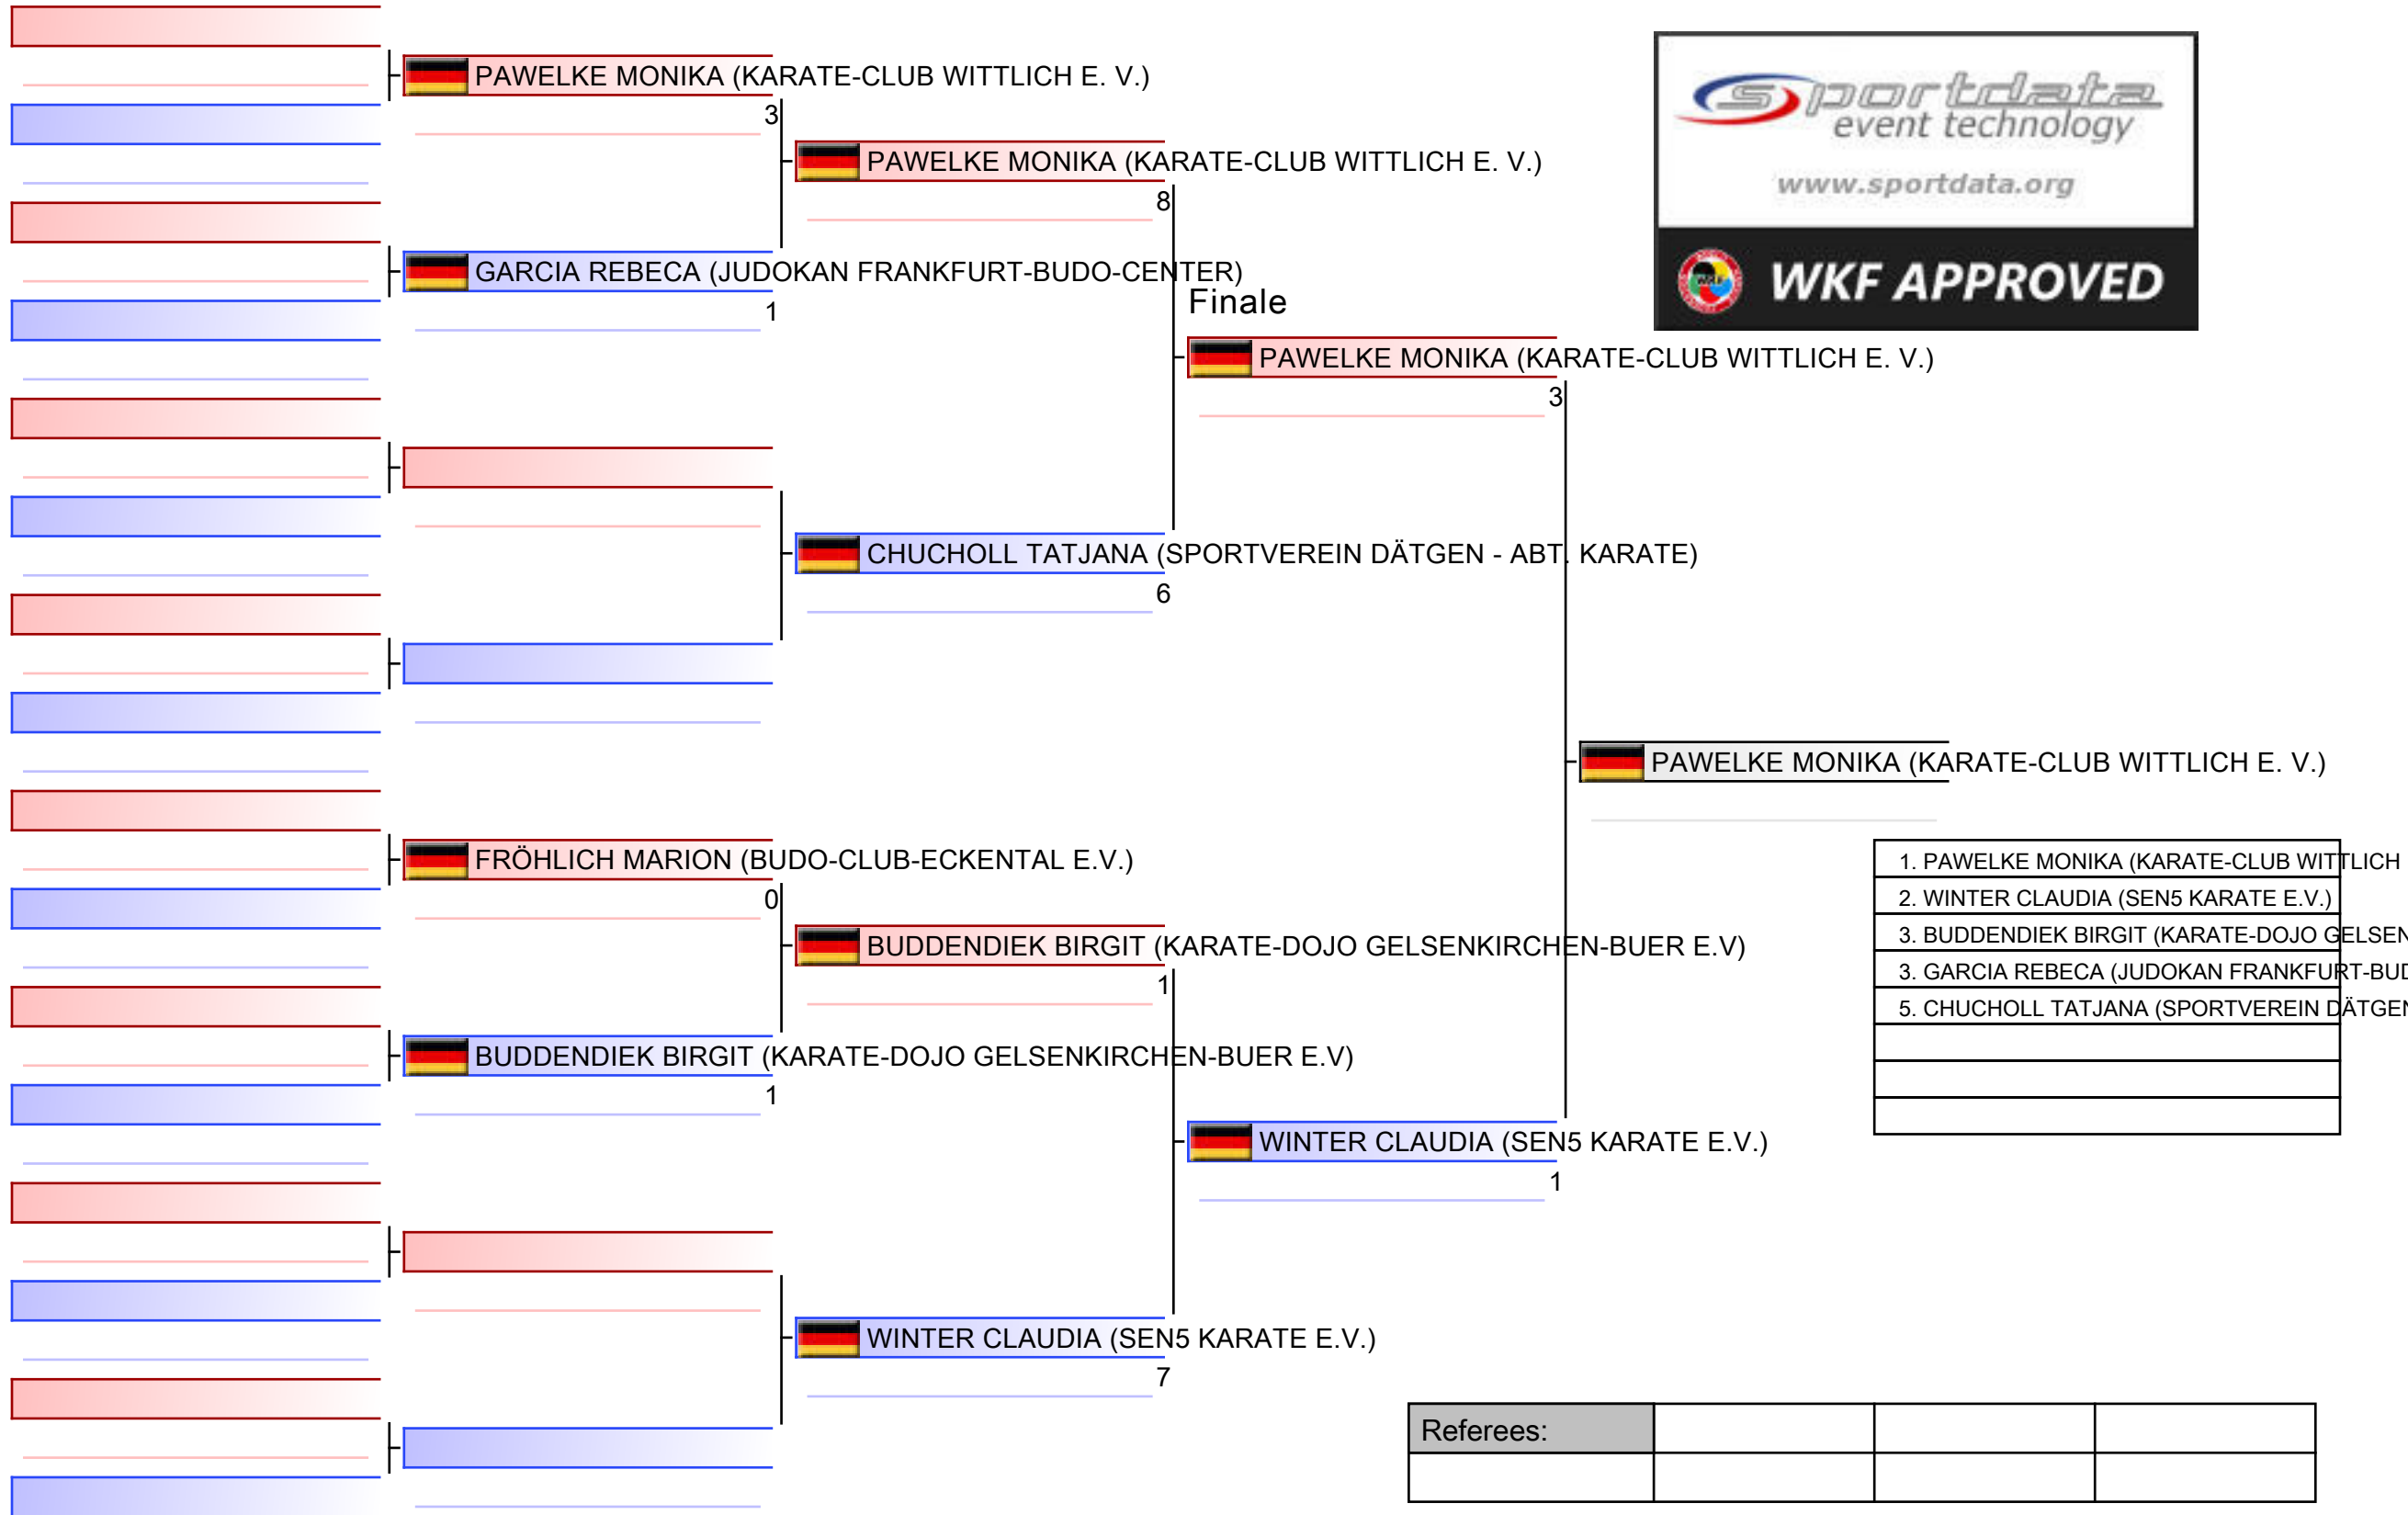 PAWELKE MONIKA (KARATE-CLUB WITTLICH E. V.)
3
PAWELKE MONIKA (KARATE-CLUB WITTLICH E. V.)
8
GARCIA REBECA (JUDOKAN FRANKFURT-BUDO-CENTER)
1
Finale
PAWELKE MONIKA (KARATE-CLUB WITTLICH E. V.)
3
CHUCHOLL TATJANA (SPORTVEREIN DÄTGEN - ABT. KARATE)
6
PAWELKE MONIKA (KARATE-CLUB WITTLICH E. V.)
FRÖHLICH MARION (BUDO-CLUB-ECKENTAL E.V.)
0
BUDDENDIEK BIRGIT (KARATE-DOJO GELSENKIRCHEN-BUER E.V)
1
BUDDENDIEK BIRGIT (KARATE-DOJO GELSENKIRCHEN-BUER E.V)
1
WINTER CLAUDIA (SEN5 KARATE E.V.)
1
WINTER CLAUDIA (SEN5 KARATE E.V.)
7
sportdata
event technology
www.sportdata.org
WKF APPROVED
1. PAWELKE MONIKA (KARATE-CLUB WITTLICH
2. WINTER CLAUDIA (SEN5 KARATE E.V.)
3. BUDDENDIEK BIRGIT (KARATE-DOJO GELSEN
3. GARCIA REBECA (JUDOKAN FRANKFURT-BUD
5. CHUCHOLL TATJANA (SPORTVEREIN DÄTGEN
Referees: